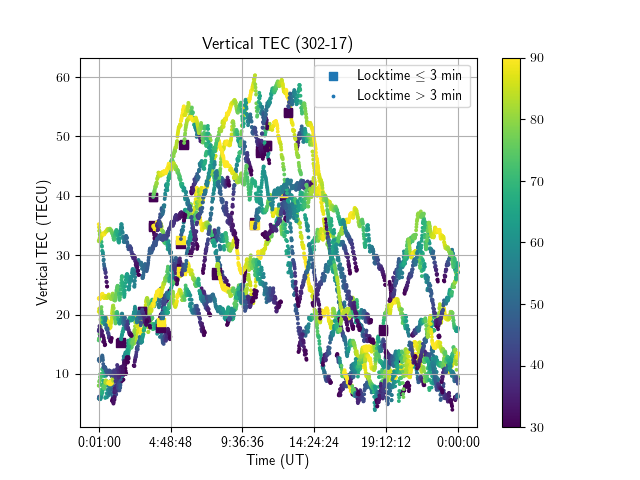 Vertical TEC (302-17)
Locktime ≤ 3 min
Locktime > 3 min
Vertical TEC (TECU)
60
50
40
30
20
10
0:01:00 4:48:48 9:36:36 14:24:24 19:12:12 0:00:00
Time (UT)
90
80
70
60
50
40
30